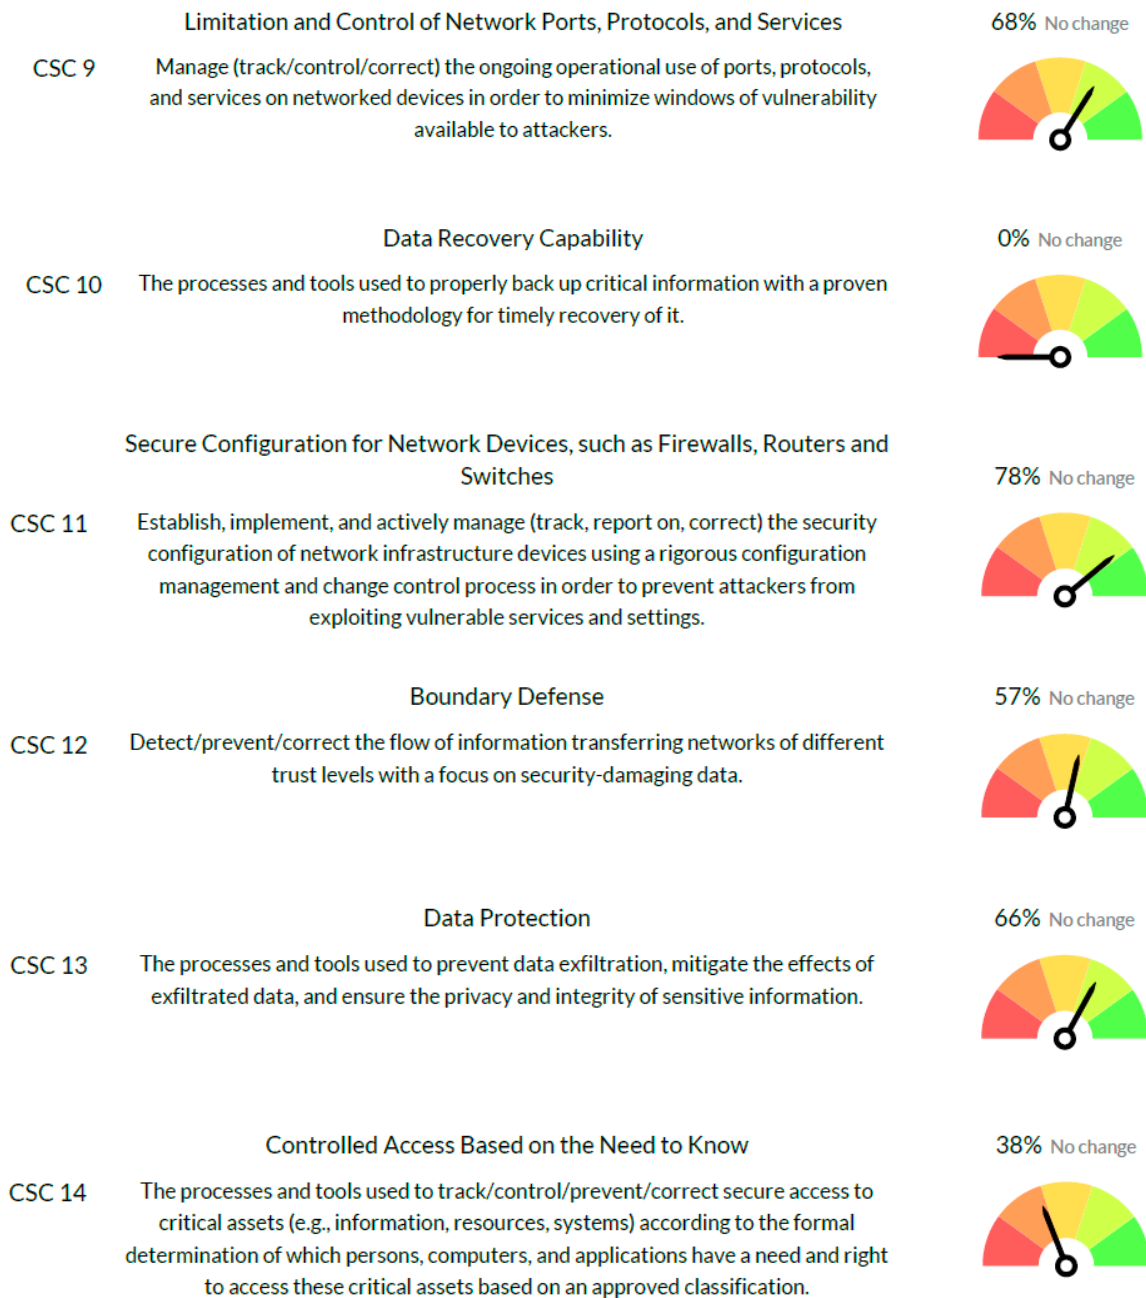 Limitation and Control of Network Ports, Protocols, and Services
68% No change
CSC 9
Manage (track/control/correct) the ongoing operational use of ports, protocols,
and services on networked devices in order to minimize windows of vulnerability
available to attackers.
Data Recovery Capability
0% No change
CSC 10
The processes and tools used to properly back up critical information with a proven
methodology for timely recovery of it.
Secure Configuration for Network Devices, such as Firewalls, Routers and
Switches
78% No change
CSC 11
Establish, implement, and actively manage (track, report on, correct) the security
configuration of network infrastructure devices using a rigorous configuration
management and change control process in order to prevent attackers from
exploiting vulnerable services and settings.
Boundary Defense
57% No change
CSC 12
Detect/prevent/correct the flow of information transferring networks of different
trust levels with a focus on security-damaging data.
Data Protection
66% No change
CSC 13
The processes and tools used to prevent data exfiltration, mitigate the effects of
exfiltrated data, and ensure the privacy and integrity of sensitive information.
Controlled Access Based on the Need to Know
38% No change
CSC 14
The processes and tools used to track/control/prevent/correct secure access to
critical assets (e.g., information, resources, systems) according to the formal
determination of which persons, computers, and applications have a need and right
to access these critical assets based on an approved classification.